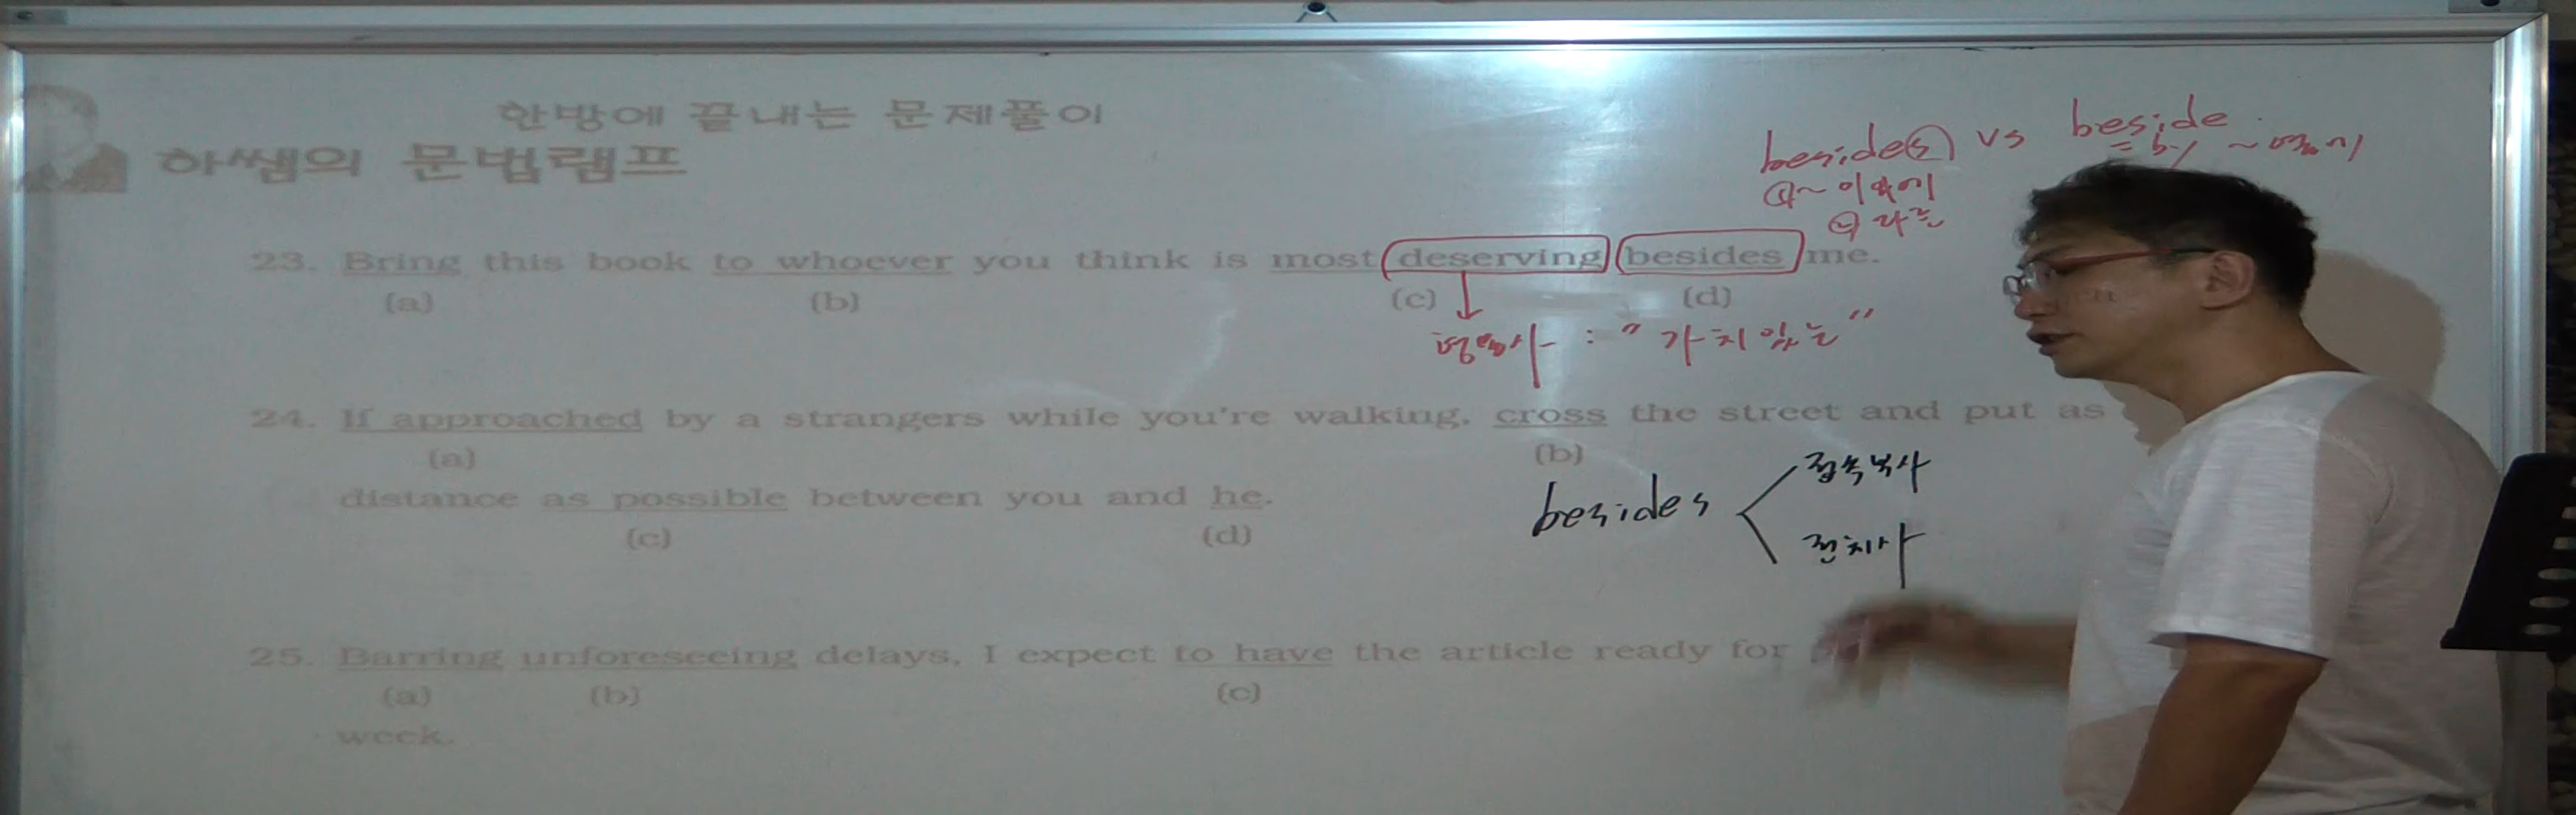 한방에 끝내는 문제풀이
하쌤의 문법램프
besides vs beside
= by ~옆에
① ~이외에
② 다른
23. Bring this book to whoever you think is most deserving besides me.
(a) (b) (c) (d)
형용사 : "가치있는"
24. If approached by a strangers while you're walking, cross the street and put as
(a) (b)
distance as possible between you and he.
(c) (d)
besides
접속부사
전치사
25. Barring unforeseeing delays, I expect to have the article ready for
(a) (b) (c)
week.